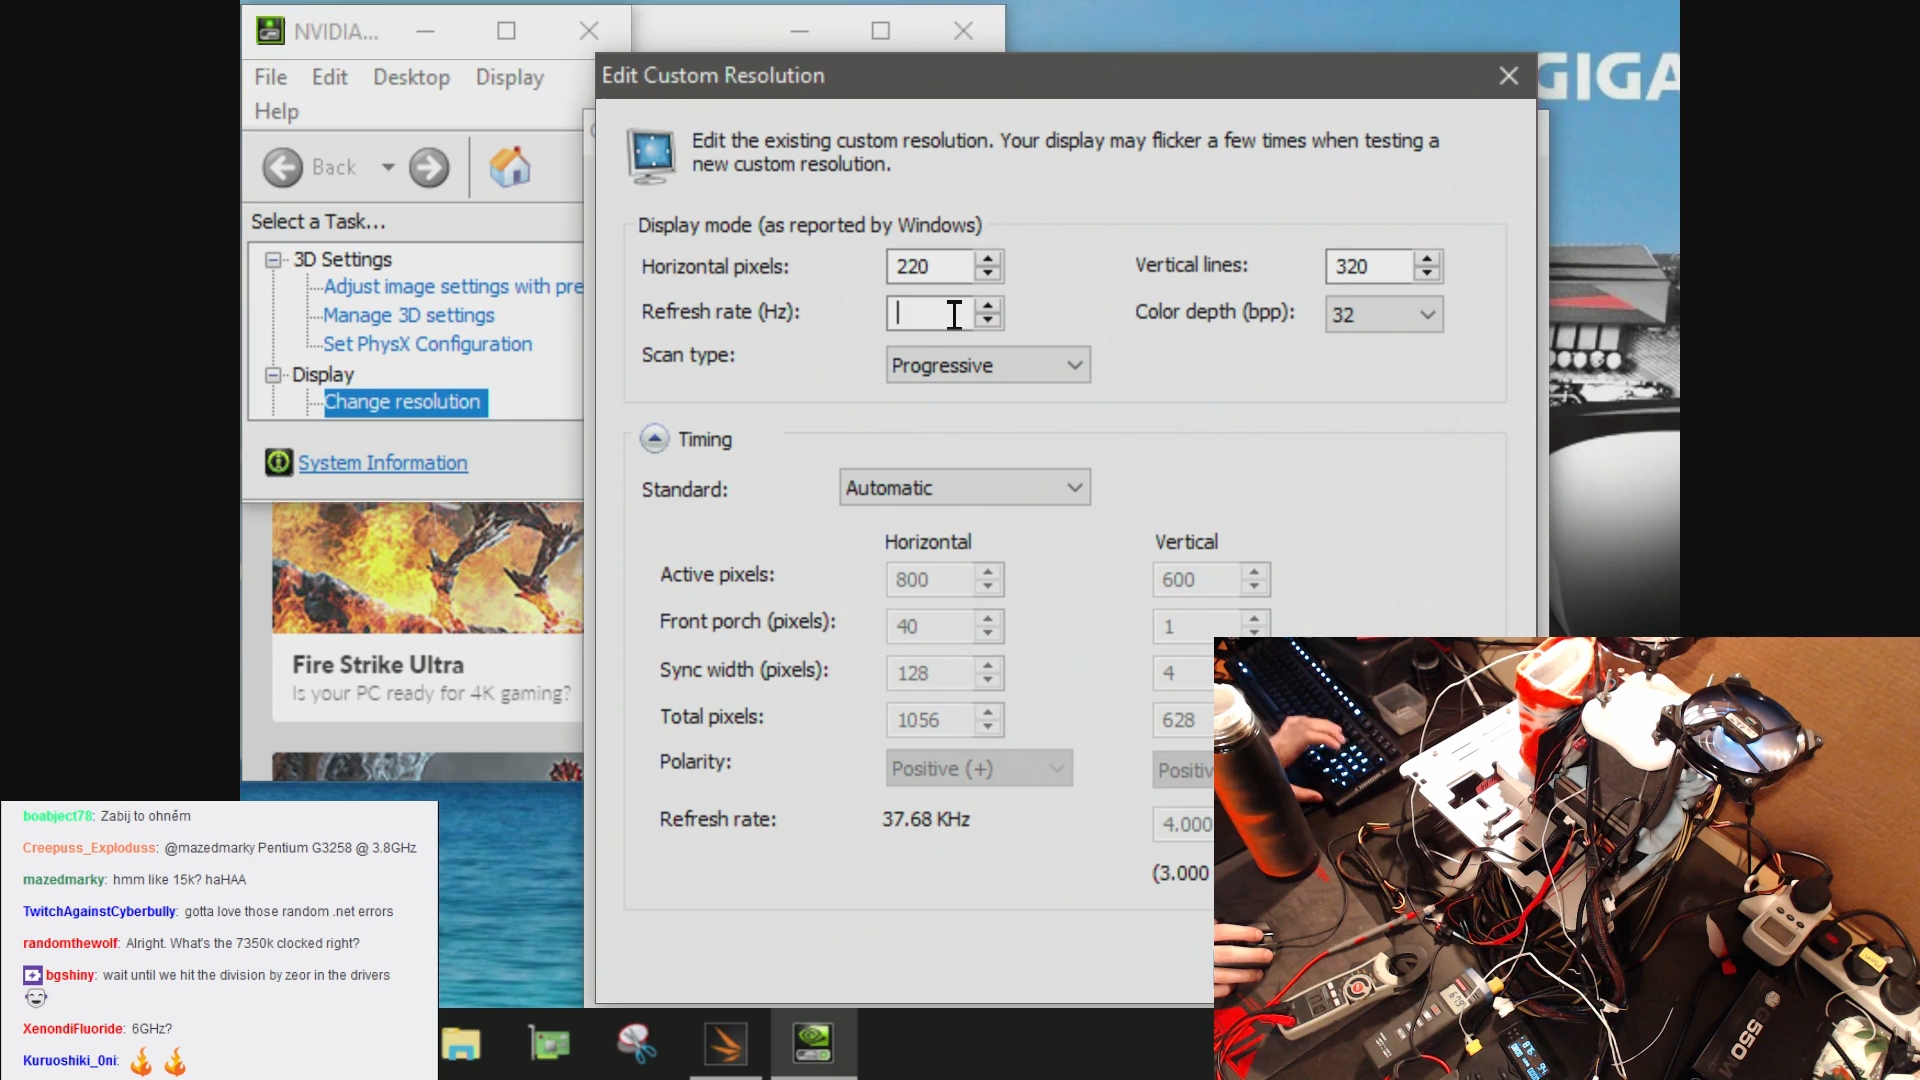 NVIDIA...
File Edit Desktop Display
Help
Back
Select a Task...
3D Settings
Adjust image settings with pre
Manage 3D settings
Set PhysX Configuration
Display
Change resolution
System Information
Fire Strike Ultra
Is your PC ready for 4K gaming?
GIGA
Edit Custom Resolution
Edit the existing custom resolution. Your display may flicker a few times when testing a
new custom resolution.
Display mode (as reported by Windows)
Horizontal pixels: 220 Vertical lines: 320
Refresh rate (Hz): Color depth (bpp): 32
Scan type: Progressive
Timing
Standard: Automatic
Horizontal Vertical
Active pixels: 800 600
Front porch (pixels): 40 1
Sync width (pixels): 128 4
Total pixels: 1056 628
Polarity: Positive (+) Positiv
Refresh rate: 37.68 KHz 4.000
(3.000
boabject78: Zabij to ohněm
Creepuss_Exploduss: @mazedmarky Pentium G3258 @ 3.8GHz
mazedmarky: hmm like 15k? haHAA
TwitchAgainstCyberbully: gotta love those random .net errors
randomthewolf: Alright. What's the 7350k clocked right?
bgshiny: wait until we hit the division by zeor in the drivers
XenondiFluoride: 6GHz?
Kuruoshiki_0ni:
550